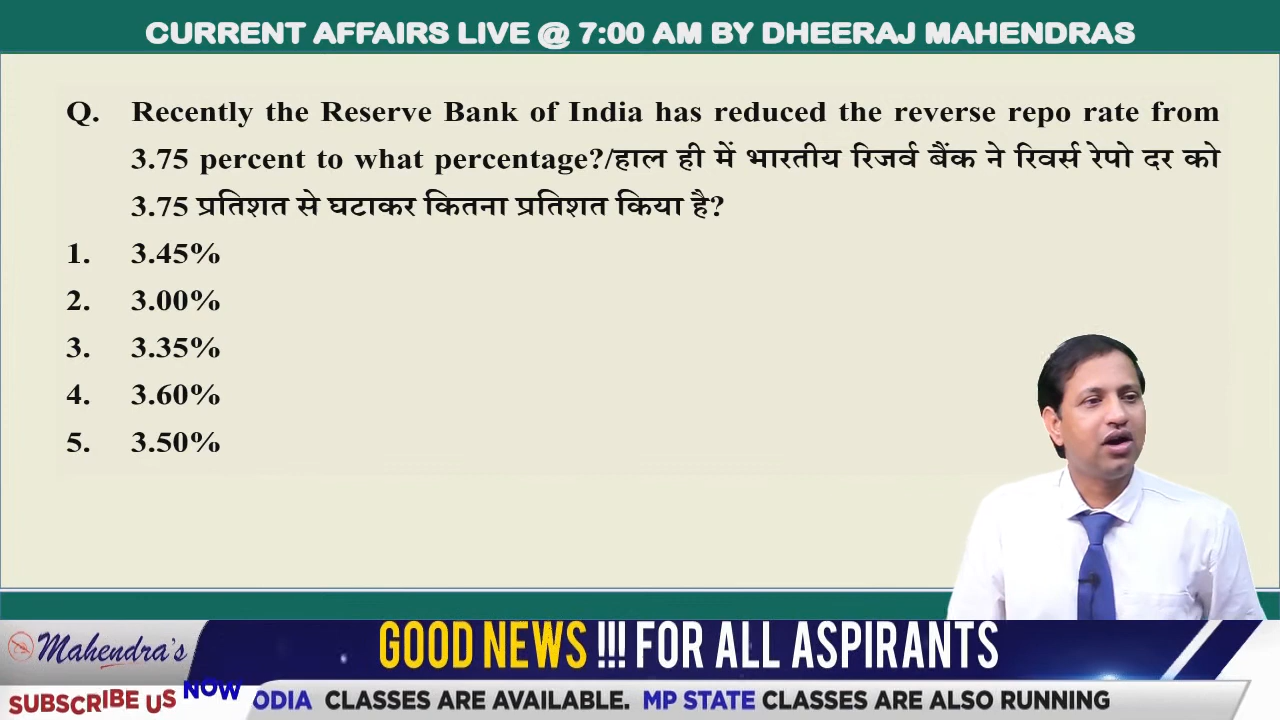 CURRENT AFFAIRS LIVE @ 7:00 AM BY DHEERAJ MAHENDRAS
Q. Recently the Reserve Bank of India has reduced the reverse repo rate from
3.75 percent to what percentage?/हाल ही में भारतीय रिजर्व बैंक ने रिवर्स रेपो दर को
3.75 प्रतिशत से घटाकर कितना प्रतिशत किया है?
1. 3.45%
2. 3.00%
3. 3.35%
4. 3.60%
5. 3.50%
Mahendra's
GOOD NEWS !!! FOR ALL ASPIRANTS
SUBSCRIBE US NOW
ODIA CLASSES ARE AVAILABLE. MP STATE CLASSES ARE ALSO RUNNING